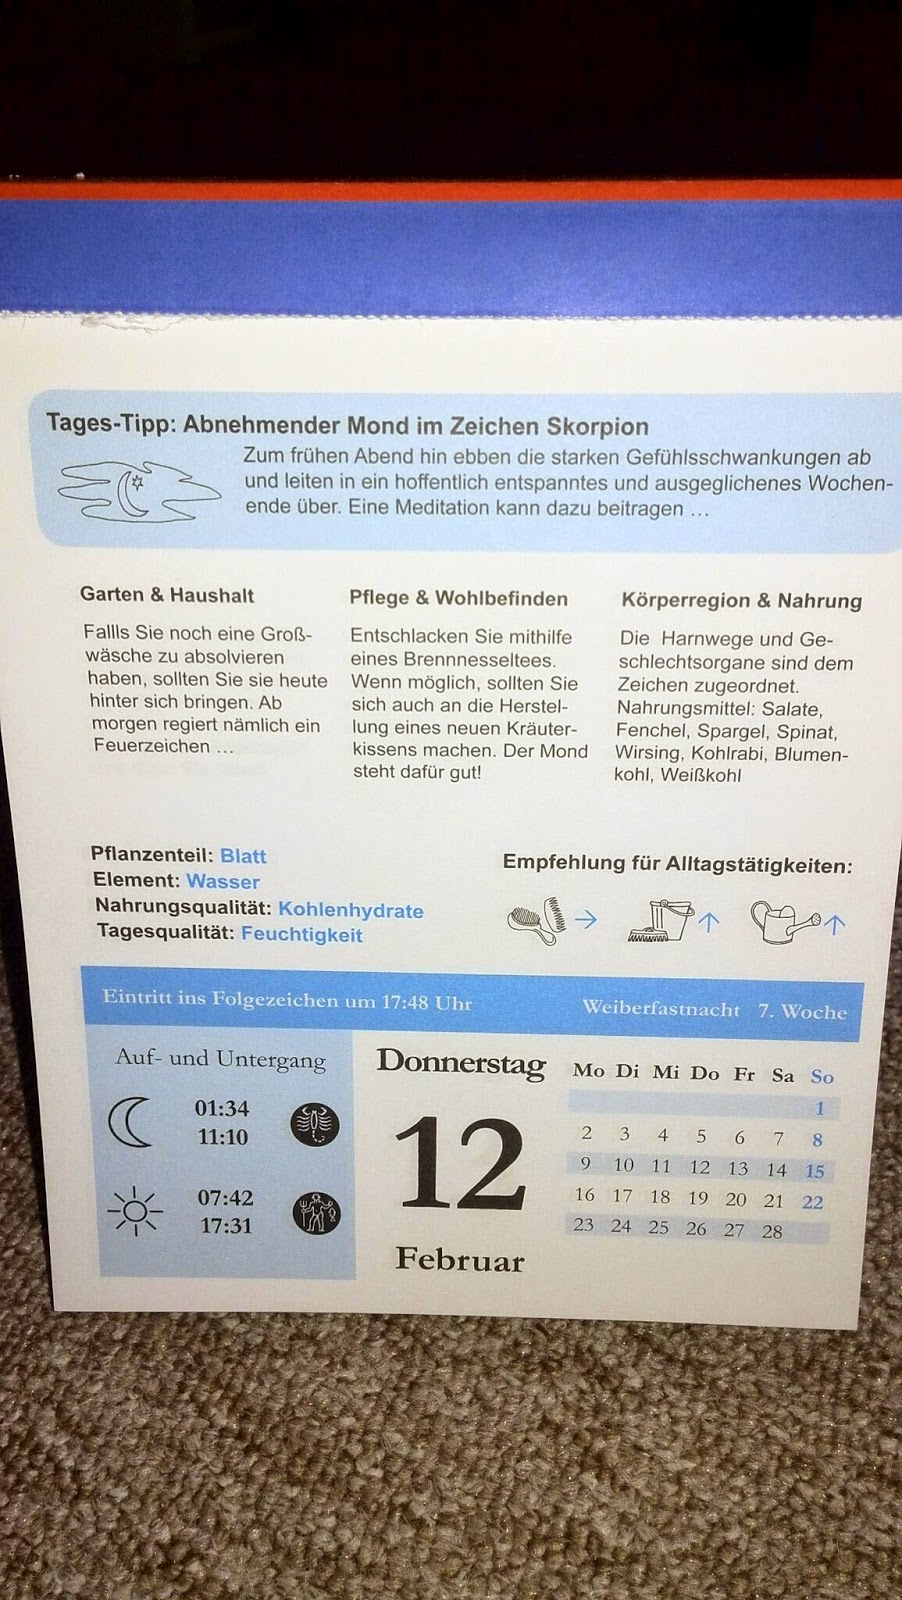 Tages-Tipp: Abnehmender Mond im Zeichen Skorpion
Zum frühen Abend hin ebben die starken Gefühlsschwankungen ab
und leiten in ein hoffentlich entspanntes und ausgeglichenes Wochen-
ende über. Eine Meditation kann dazu beitragen …
Garten & Haushalt
Fallls Sie noch eine Groß-
wäsche zu absolvieren
haben, sollten Sie sie heute
hinter sich bringen. Ab
morgen regiert nämlich ein
Feuerzeichen …
Pflege & Wohlbefinden
Entschlacken Sie mithilfe
eines Brennnesseltees.
Wenn möglich, sollten Sie
sich auch an die Herstel-
lung eines neuen Kräuter-
kissens machen. Der Mond
steht dafür gut!
Körperregion & Nahrung
Die Harnwege und Ge-
schlechtsorgane sind dem
Zeichen zugeordnet.
Nahrungsmittel: Salate,
Fenchel, Spargel, Spinat,
Wirsing, Kohlrabi, Blumen-
kohl, Weißkohl
Pflanzenteil: Blatt
Element: Wasser
Nahrungsqualität: Kohlenhydrate
Tagesqualität: Feuchtigkeit
Empfehlung für Alltagstätigkeiten:
Eintritt ins Folgezeichen um 17:48 Uhr
Weiberfastnacht 7. Woche
Auf- und Untergang
01:34
11:10
07:42
17:31
Donnerstag
12
Februar
Mo Di Mi Do Fr Sa So
1
2 3 4 5 6 7 8
9 10 11 12 13 14 15
16 17 18 19 20 21 22
23 24 25 26 27 28